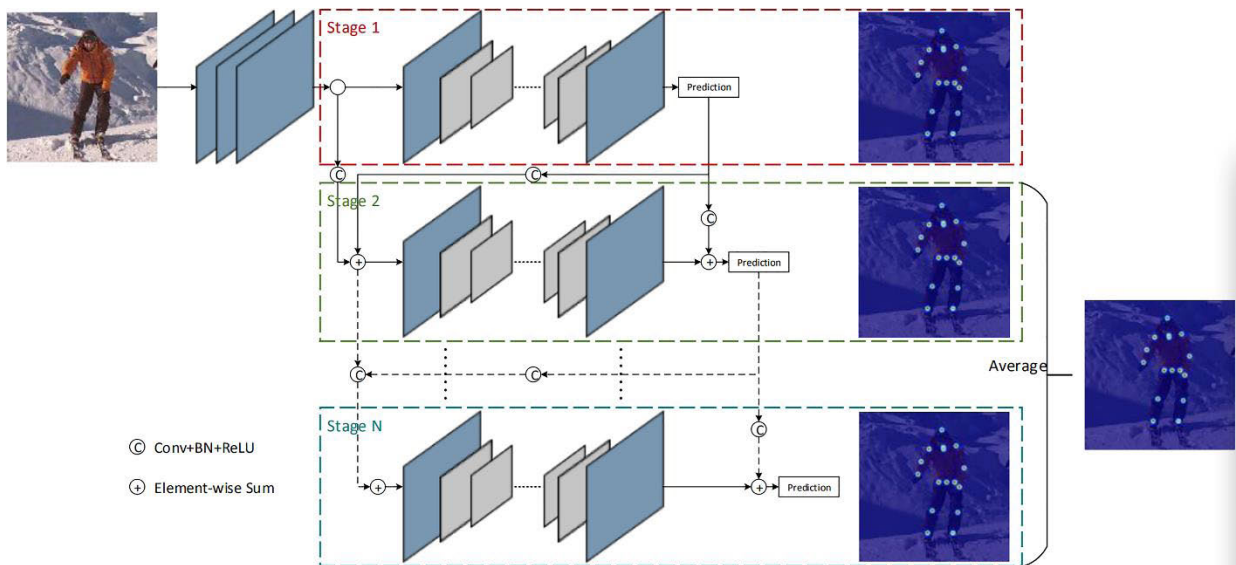 Stage 1
Prediction
C
C
Stage 2
C
+
+
Prediction
C
C
Average
Stage N
C
C Conv+BN+ReLU
+
+
Prediction
+ Element-wise Sum